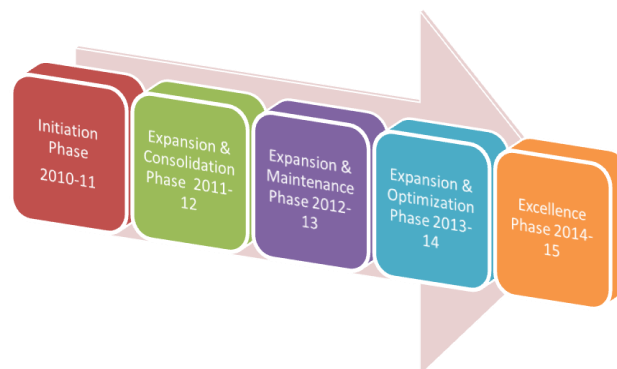 Initiation
Phase
2010-11
Expansion &
Consolidation
Phase 2011-
12
Expansion &
Maintenance
Phase 2012-
13
Expansion &
Optimization
Phase 2013-
14
Excellence
Phase 2014-
15